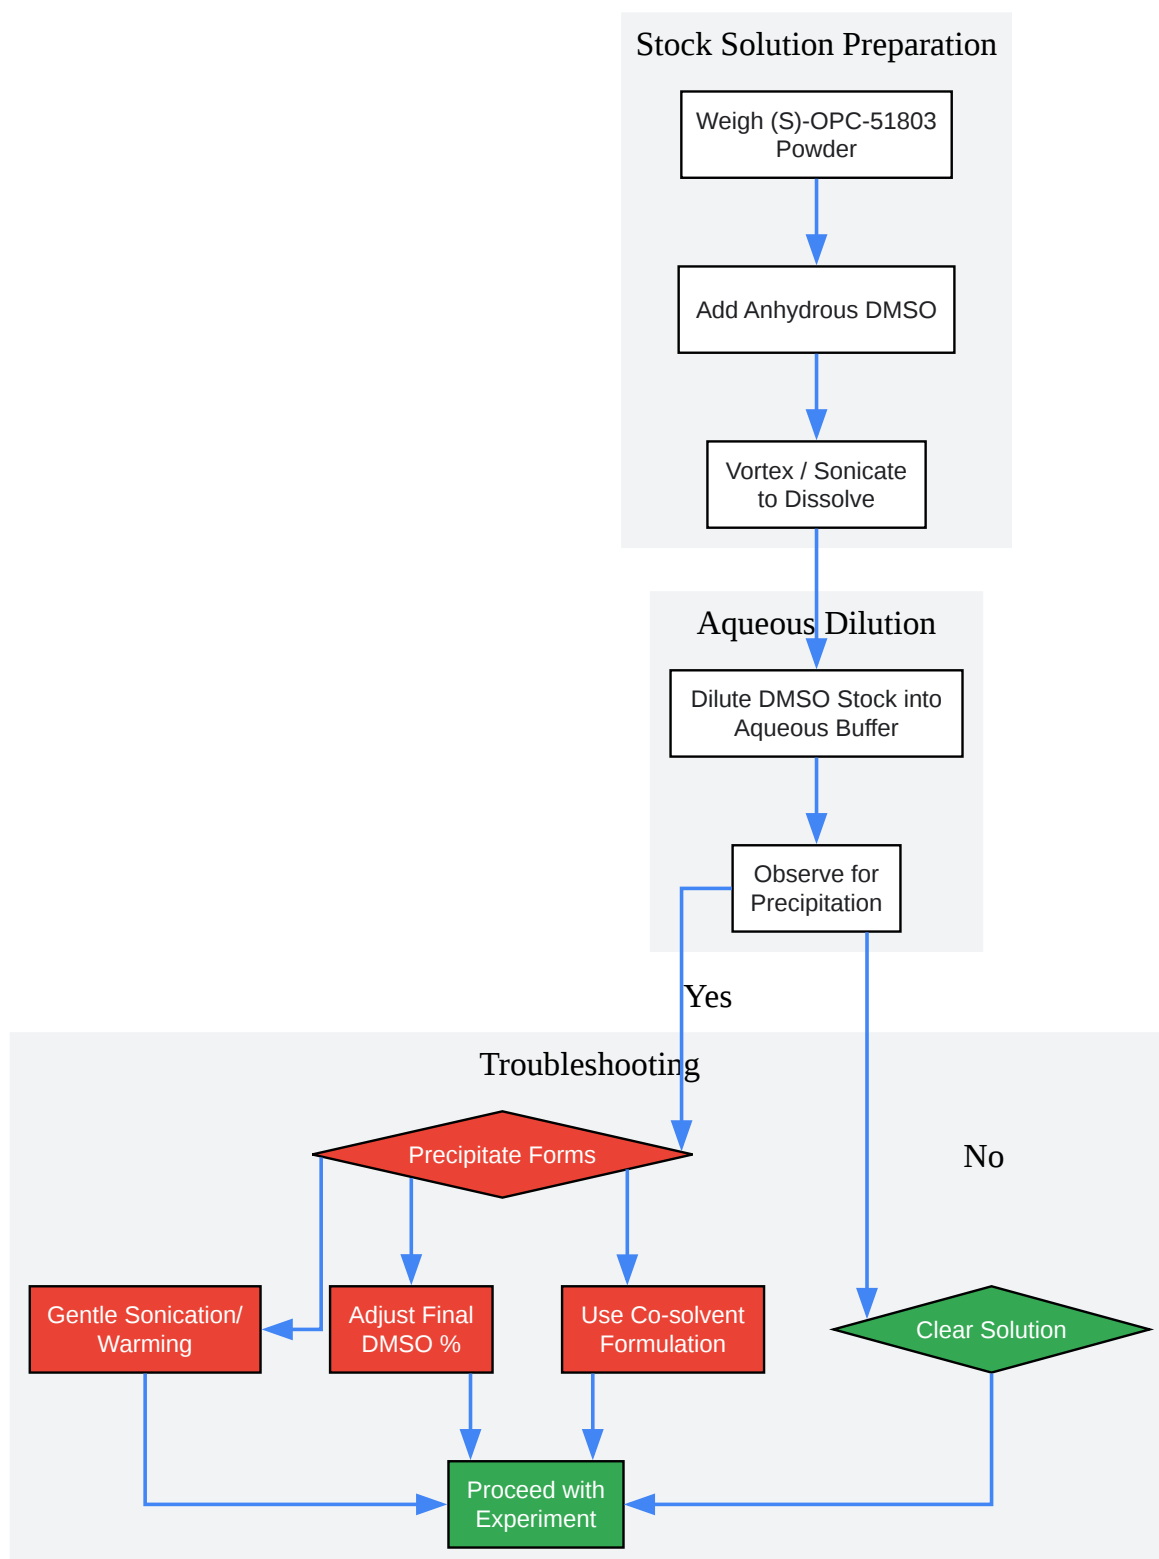 Stock Solution Preparation
Weigh (S)-OPC-51803
Powder
Add Anhydrous DMSO
Vortex / Sonicate
to Dissolve
Aqueous Dilution
Dilute DMSO Stock into
Aqueous Buffer
Observe for
Precipitation
Yes
Troubleshooting
Precipitate Forms
No
Gentle Sonication/
Warming
Adjust Final
DMSO %
Use Co-solvent
Formulation
Clear Solution
Proceed with
Experiment